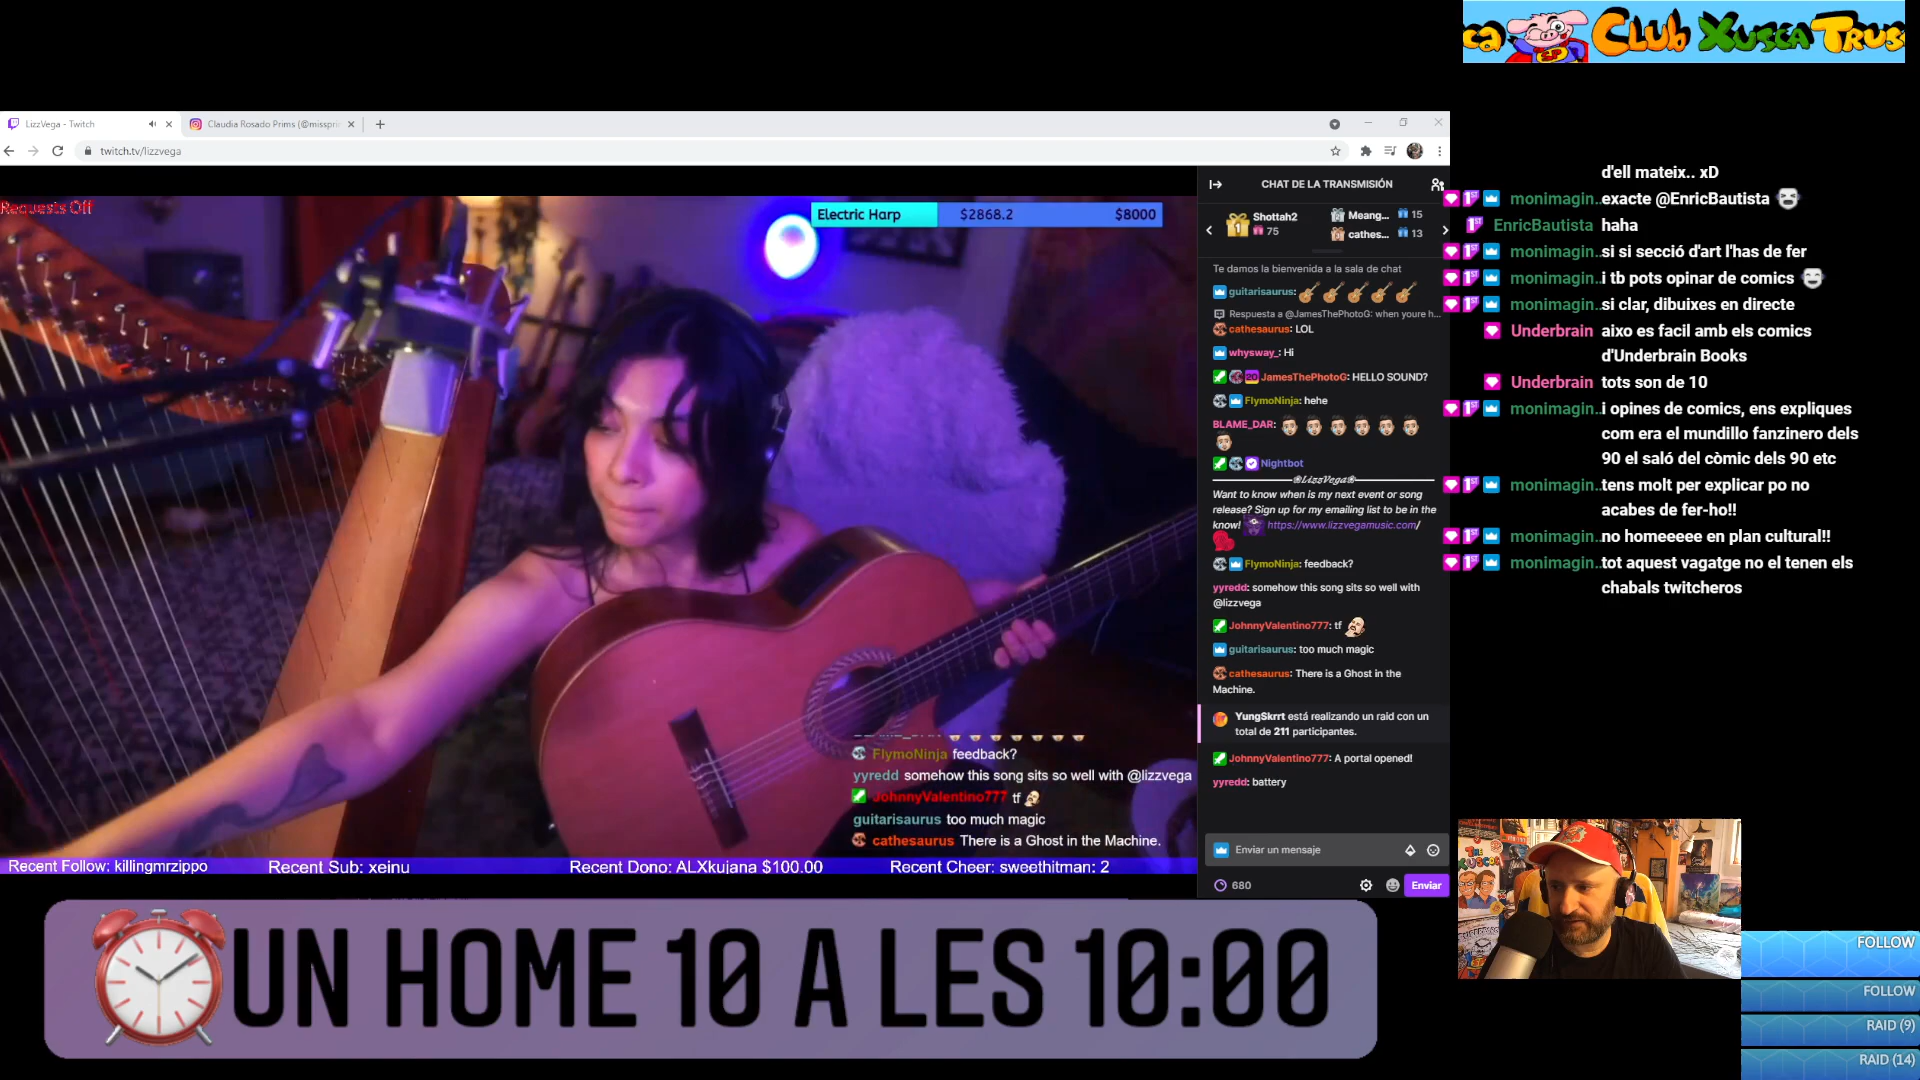 ca CLUB XUSCA TRUS
LizzVega - Twitch
Claudia Rosado Prims (@misspri
twitch.tv/lizzvega
Requests Off
Electric Harp $2868.2 $8000
CHAT DE LA TRANSMISIÓN
1
Shottah2
75
Meang... 15
cathes... 13
Te damos la bienvenida a la sala de chat
guitarisaurus:
Respuesta a @JamesThePhotoG: when youre h...
cathesaurus: LOL
whysway_: Hi
20 JamesThePhotoG: HELLO SOUND?
FlymoNinja: hehe
BLAME_DAR:
Nightbot
LizzVega
Want to know when is my next event or song
release? Sign up for my emailing list to be in the
know! https://www.lizzvegamusic.com/
FlymoNinja: feedback?
yyredd: somehow this song sits so well with
@lizzvega
JohnnyValentino777: tf
guitarisaurus: too much magic
cathesaurus: There is a Ghost in the
Machine.
YungSkrrt está realizando un raid con un
total de 211 participantes.
JohnnyValentino777: A portal opened!
yyredd: battery
Enviar un mensaje
680
Enviar
FlymoNinja feedback?
yyredd somehow this song sits so well with @lizzvega
JohnnyValentino777 tf
guitarisaurus too much magic
cathesaurus There is a Ghost in the Machine.
Recent Follow: killingmrzippo
Recent Sub: xeinu
Recent Dono: ALXkujana $100.00
Recent Cheer: sweethitman: 2
UN HOME 10 A LES 10:00
d'ell mateix.. xD
monimagin.. exacte @EnricBautista
EnricBautista haha
monimagin.. si si secció d'art l'has de fer
monimagin.. i tb pots opinar de comics
monimagin.. si clar, dibuixes en directe
Underbrain aixo es facil amb els comics
d'Underbrain Books
Underbrain tots son de 10
monimagin.. i opines de comics, ens expliques
com era el mundillo fanzinero dels
90 el saló del còmic dels 90 etc
monimagin.. tens molt per explicar po no
acabes de fer-ho!!
monimagin.. no homeeeee en plan cultural!!
monimagin.. tot aquest vagatge no el tenen els
chabals twitcheros
FOLLOW
FOLLOW
RAID (9)
RAID (14)